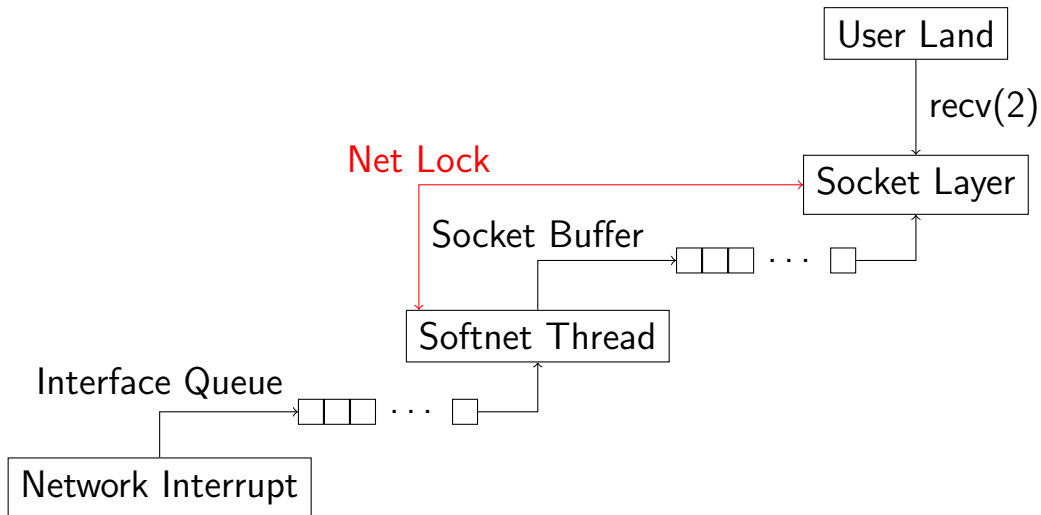 User Land
recv(2)
Net Lock
Socket Layer
Socket Buffer
. . .
Softnet Thread
Interface Queue
. . .
Network Interrupt